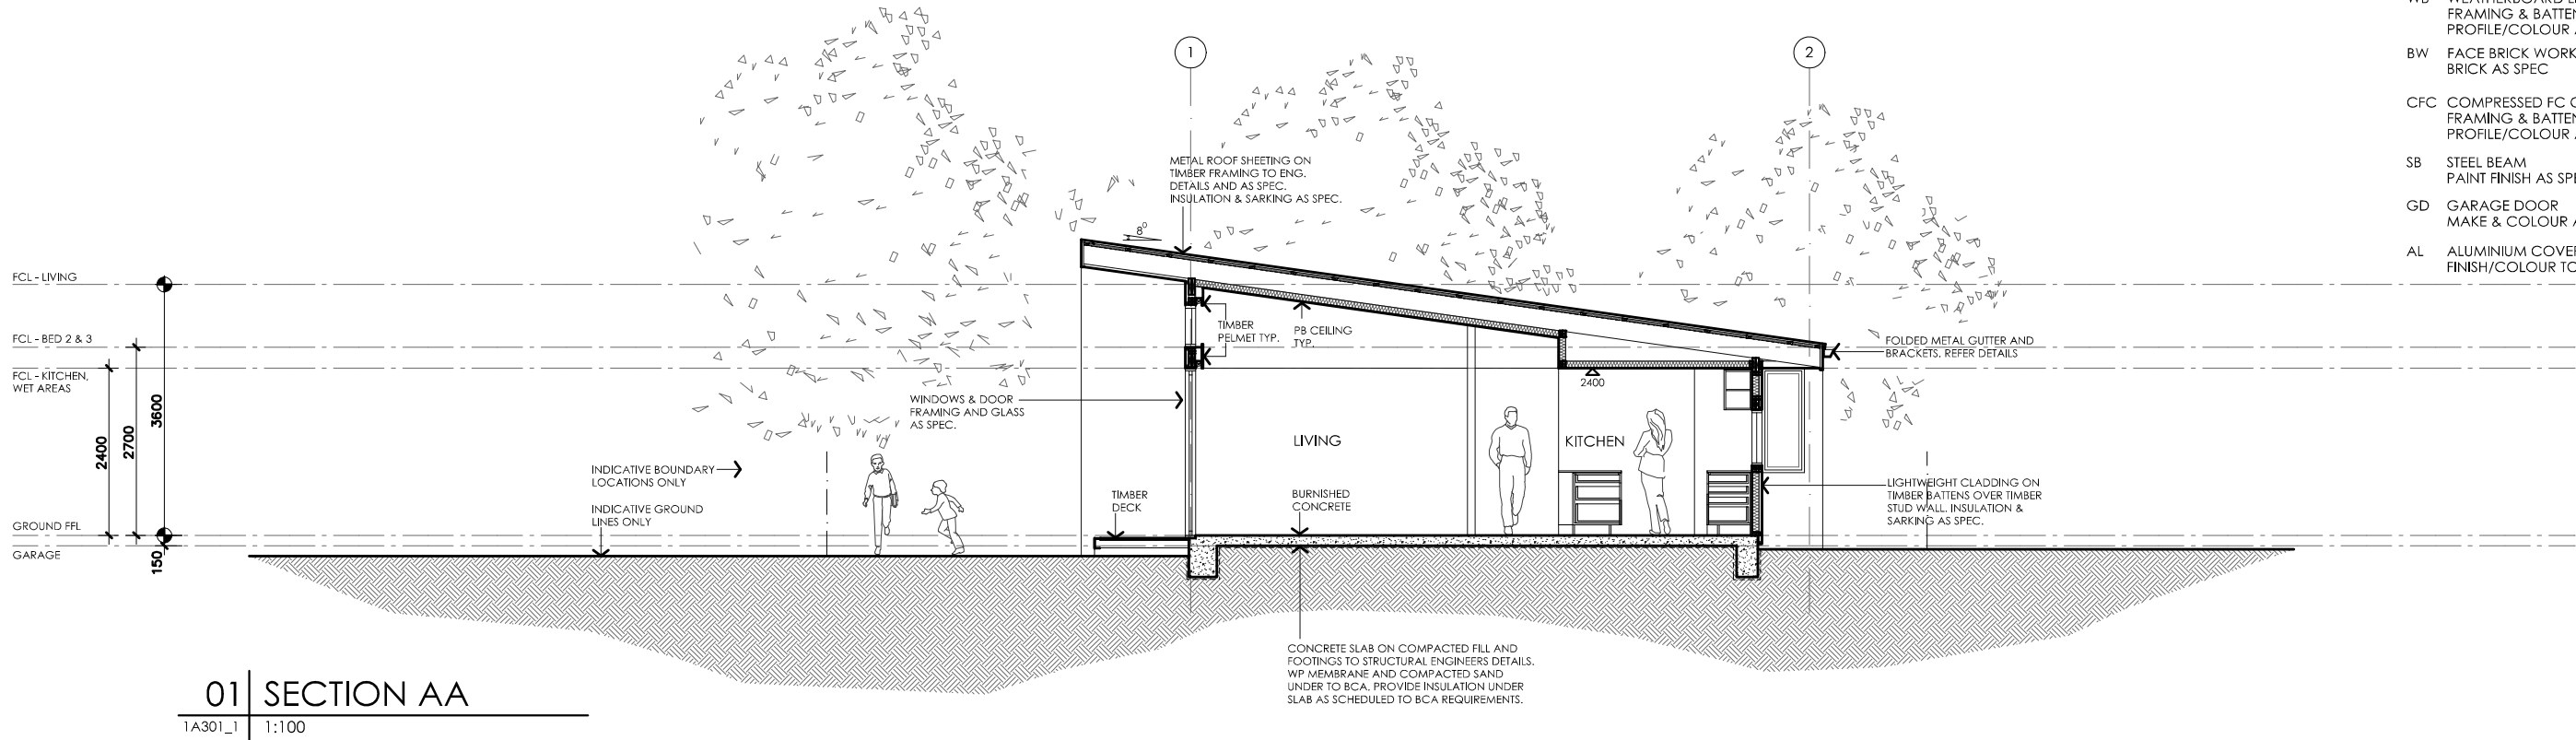 1
2
METAL ROOF SHEETING ON
TIMBER FRAMING TO ENG.
DETAILS AND AS SPEC.
INSULATION & SARKING AS SPEC.
8°
FCL - LIVING
FCL - BED 2 & 3
FCL - KITCHEN,
WET AREAS
GROUND FFL
GARAGE
2400
2700
3600
150
TIMBER
PELMET TYP.
PB CEILING
TYP.
FOLDED METAL GUTTER AND
BRACKETS. REFER DETAILS
2400
WINDOWS & DOOR
FRAMING AND GLASS
AS SPEC.
LIVING
KITCHEN
INDICATIVE BOUNDARY
LOCATIONS ONLY
INDICATIVE GROUND
LINES ONLY
TIMBER
DECK
BURNISHED
CONCRETE
LIGHTWEIGHT CLADDING ON
TIMBER BATTENS OVER TIMBER
STUD WALL. INSULATION &
SARKING AS SPEC.
CONCRETE SLAB ON COMPACTED FILL AND
FOOTINGS TO STRUCTURAL ENGINEERS DETAILS.
WP MEMBRANE AND COMPACTED SAND
UNDER TO BCA. PROVIDE INSULATION UNDER
SLAB AS SCHEDULED TO BCA REQUIREMENTS.
01 SECTION AA
1A301_1 1:100
FRAMING & BATTEN
PROFILE/COLOUR
BW FACE BRICK WORK
BRICK AS SPEC
CFC COMPRESSED FC
FRAMING & BATTEN
PROFILE/COLOUR
SB STEEL BEAM
PAINT FINISH AS SPE
GD GARAGE DOOR
MAKE & COLOUR
AL ALUMINIUM COVER
FINISH/COLOUR TO